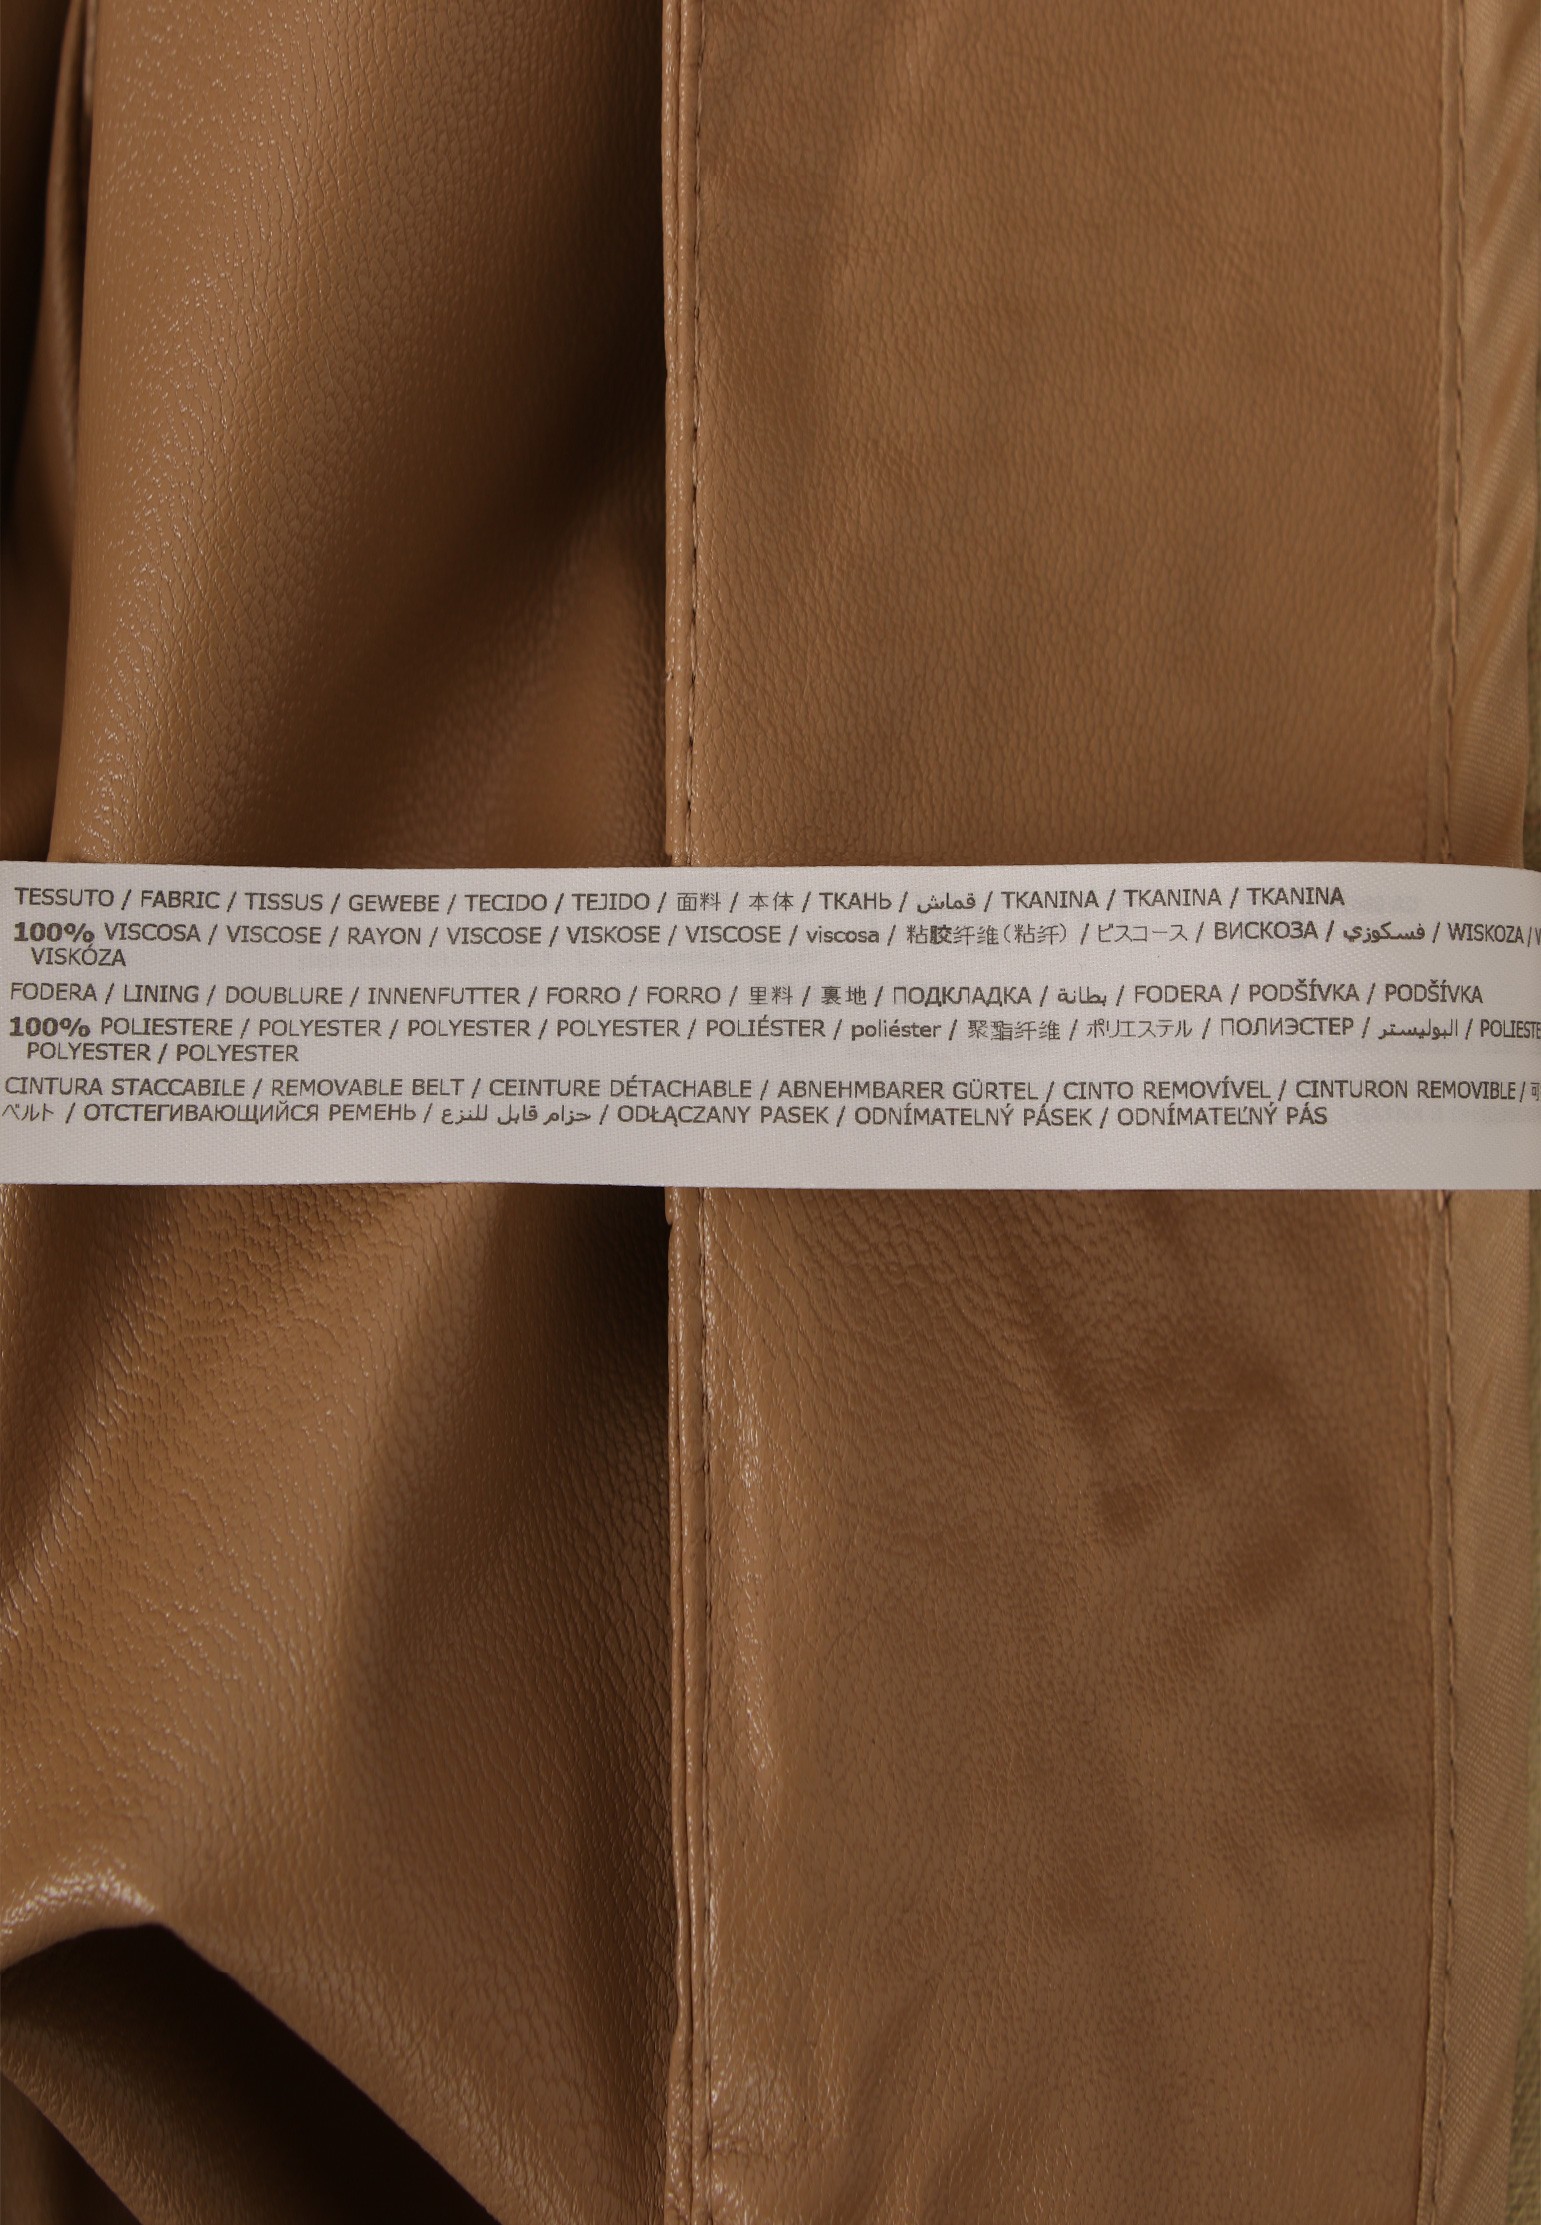 TESSUTO / FABRIC / TISSUS / GEWEBE / TECIDO / TEJIDO / 面料 / 本体 / ТКАНЬ / قماش / TKANINA / TKANINA / TKANINA
100% VISCOSA / VISCOSE / RAYON / VISCOSE / VISKOSE / VISCOSE / viscosa / 粘胶纤维(粘纤) / ビスコース / ВИСКОЗА / فسكوزي / WISKOZA /
VISKÓZA
FODERA / LINING / DOUBLURE / INNENFUTTER / FORRO / FORRO / 里料 / 裏地 / ПОДКЛАДКА / بطانة / FODERA / PODŠÍVKA / PODŠÍVKA
100% POLIESTERE / POLYESTER / POLYESTER / POLYESTER / POLIÉSTER / poliéster / 聚酯纤维 / ポリエステル / ПОЛИЭСТЕР / البوليستر / POLIESTE
POLYESTER / POLYESTER
CINTURA STACCABILE / REMOVABLE BELT / CEINTURE DÉTACHABLE / ABNEHMBARER GÜRTEL / CINTO REMOVÍVEL / CINTURON REMOVIBLE /
ベルト / ОТСТЕГИВАЮЩИЙСЯ РЕМЕНЬ / حزام قابل للنزع / ODŁĄCZANY PASEK / ODNÍMATELNÝ PÁSEK / ODNÍMATEĽNÝ PÁS